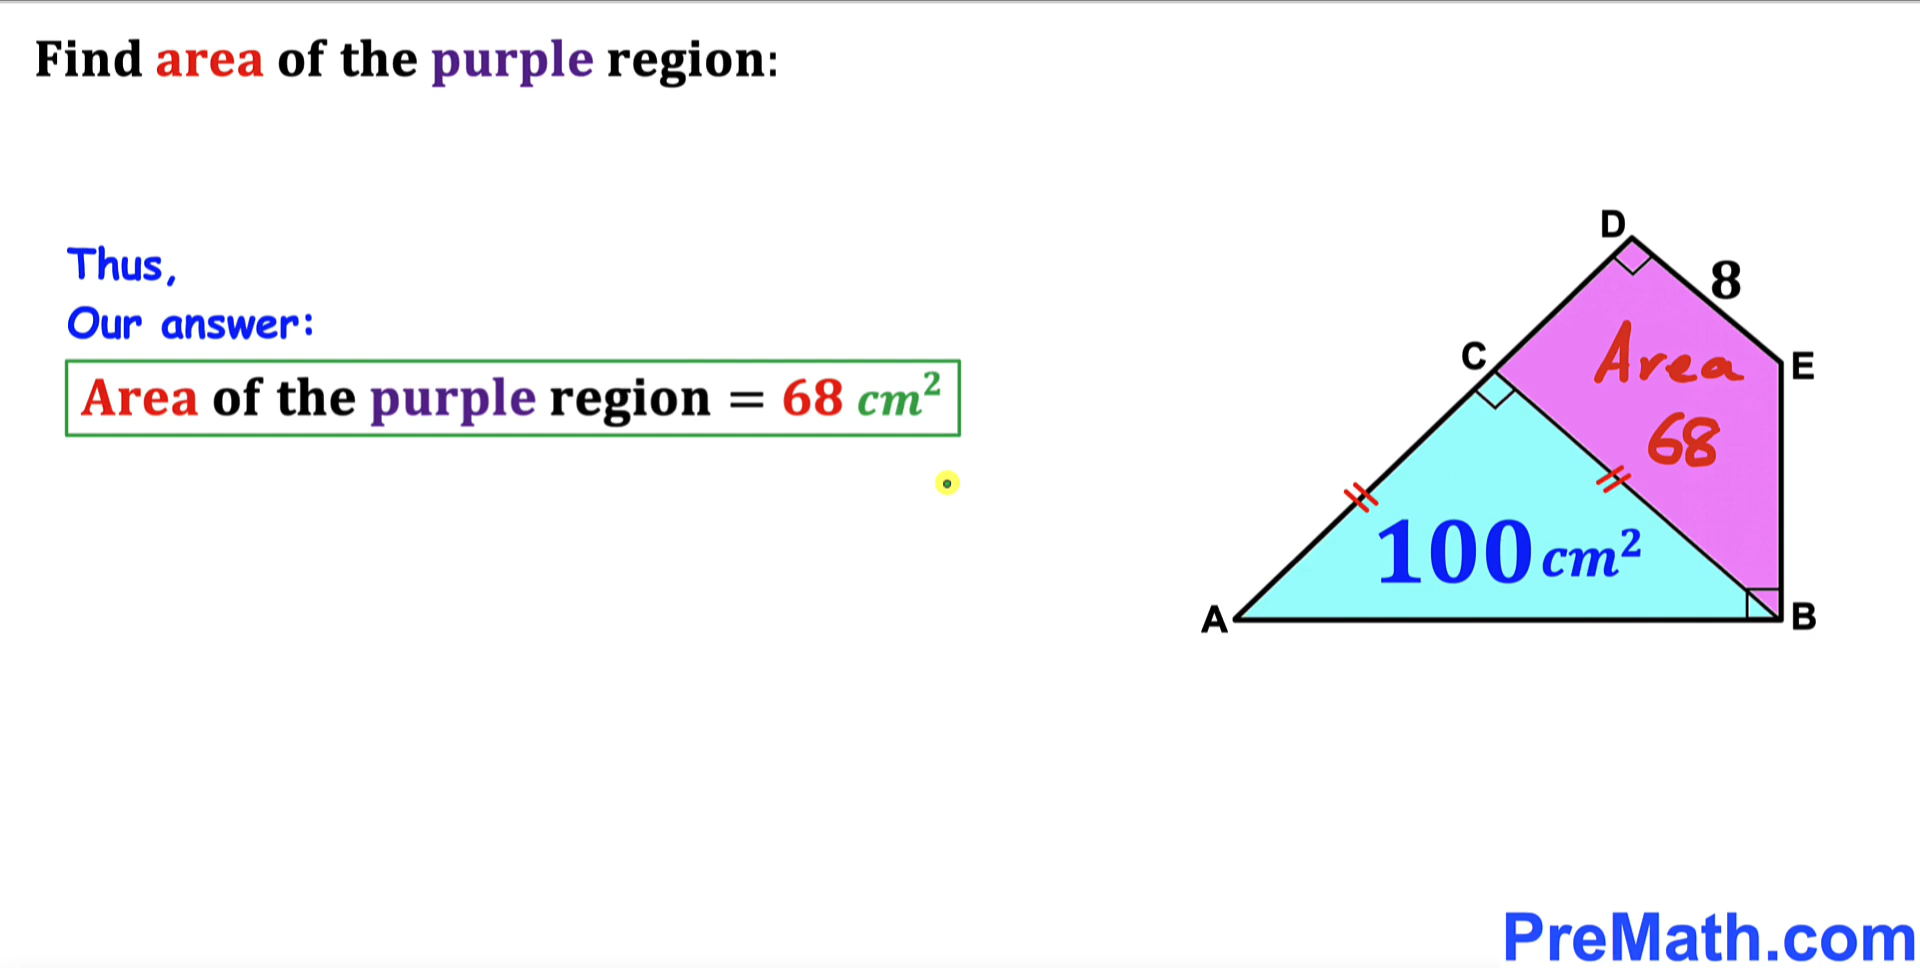 Find area of the purple region:
Thus,
Our answer:
Area of the purple region = 68 cm²
D
8
C
Area
E
68
100 cm²
A
B
PreMath.com